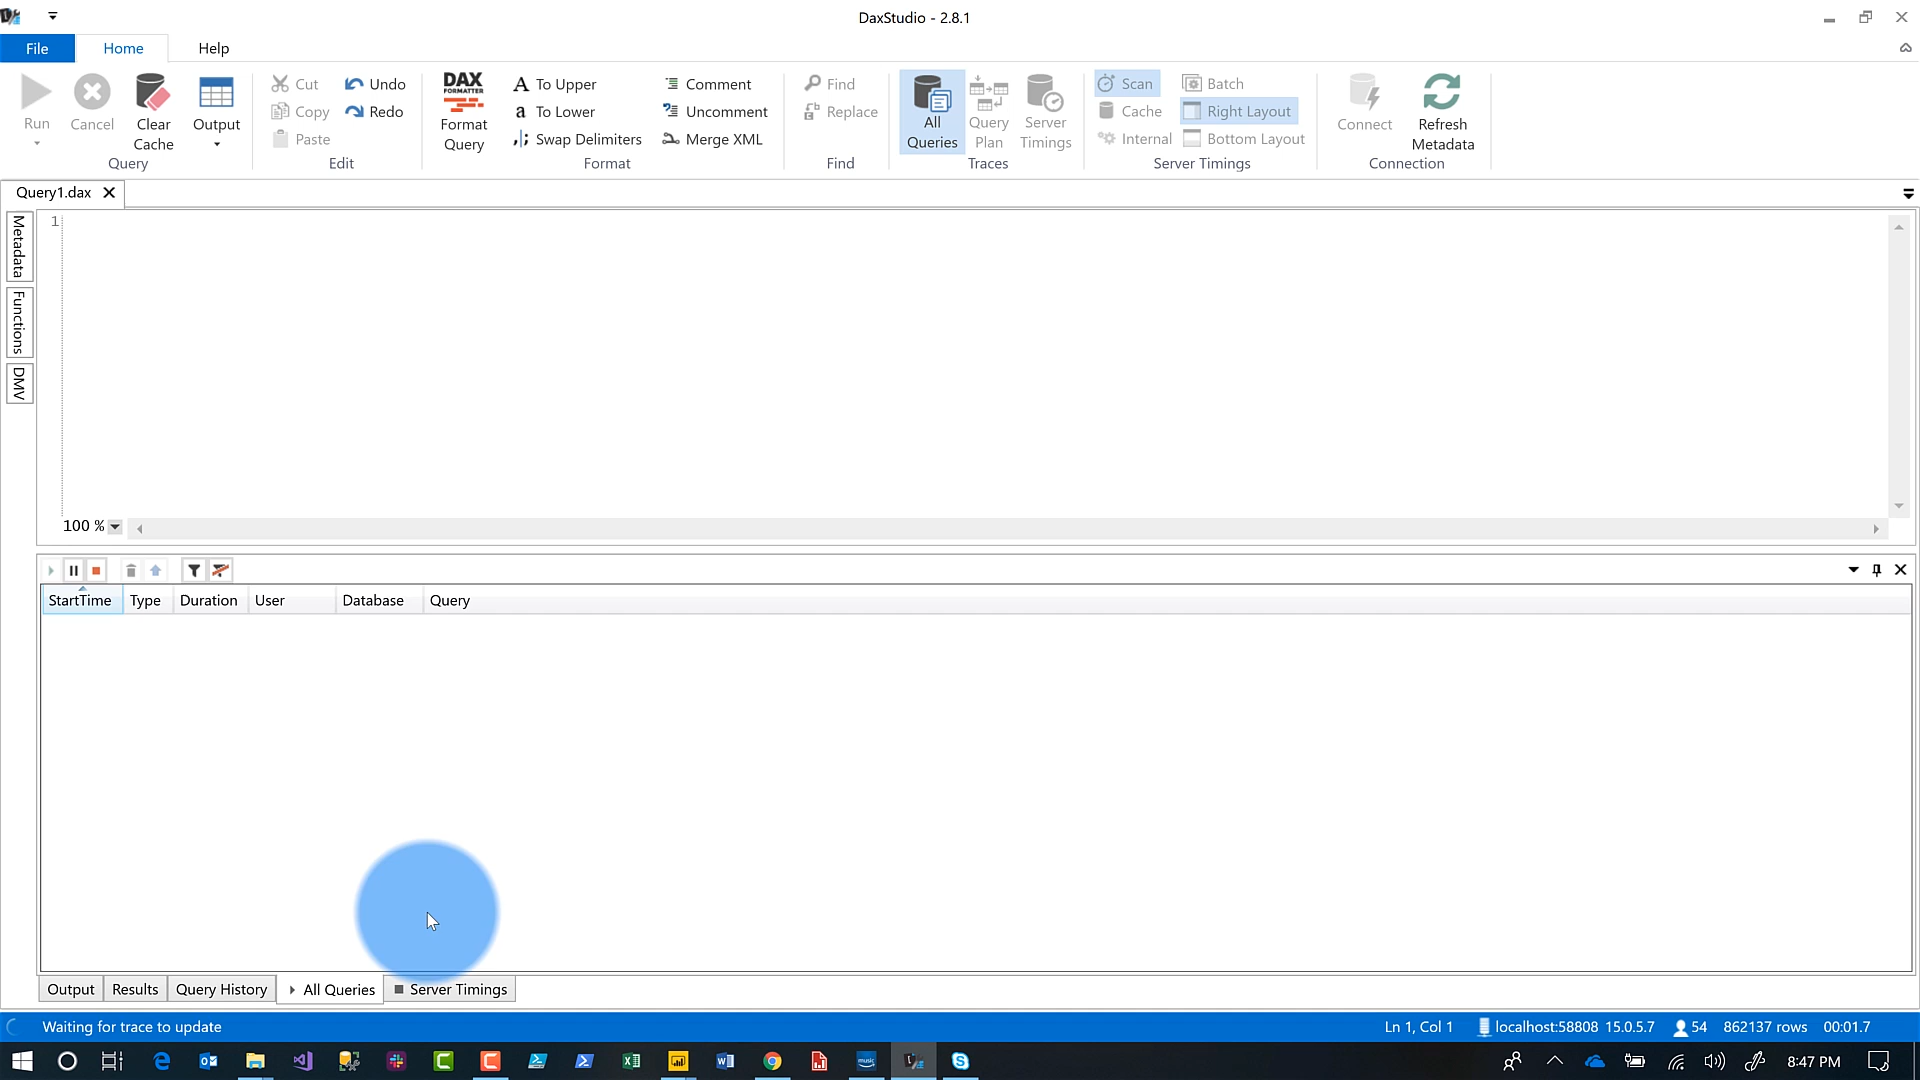 DaxStudio - 2.8.1
File
Home
Help
Run
Cancel
Clear
Cache
Output
Query
Cut
Copy
Paste
Undo
Redo
Edit
DAX
FORMATTER
Format
Query
A To Upper
a To Lower
Swap Delimiters
Comment
Uncomment
Merge XML
Format
Find
Replace
Find
All
Queries
Query
Plan
Server
Timings
Traces
Scan
Cache
Internal
Batch
Right Layout
Bottom Layout
Server Timings
Connect
Refresh
Metadata
Connection
Query1.dax
Metadata
Functions
DMV
1
100 %
StartTime
Type
Duration
User
Database
Query
Output
Results
Query History
All Queries
Server Timings
Waiting for trace to update
Ln 1, Col 1
localhost:58808 15.0.5.7
54
862137 rows
00:01.7
music
8:47 PM